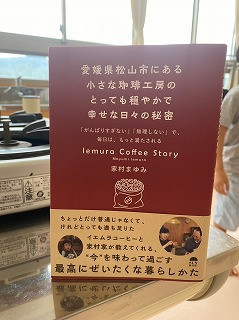 愛媛県松山市にある
小さな珈琲工房の
とっても穏やかで
幸せな日々の秘密
「がんばりすぎない」「無理しない」で、
毎日は、もっと満たされる
Iemura Coffee Story
Mayumi Iemura
家村まゆみ
ちょっとだけ普通じゃなくて、
けれどとっても満ち足りた
イエムラコーヒーと
家村家が教えてくれる、
“今”を味わって過ごす
最高にぜいたくな暮らしかた